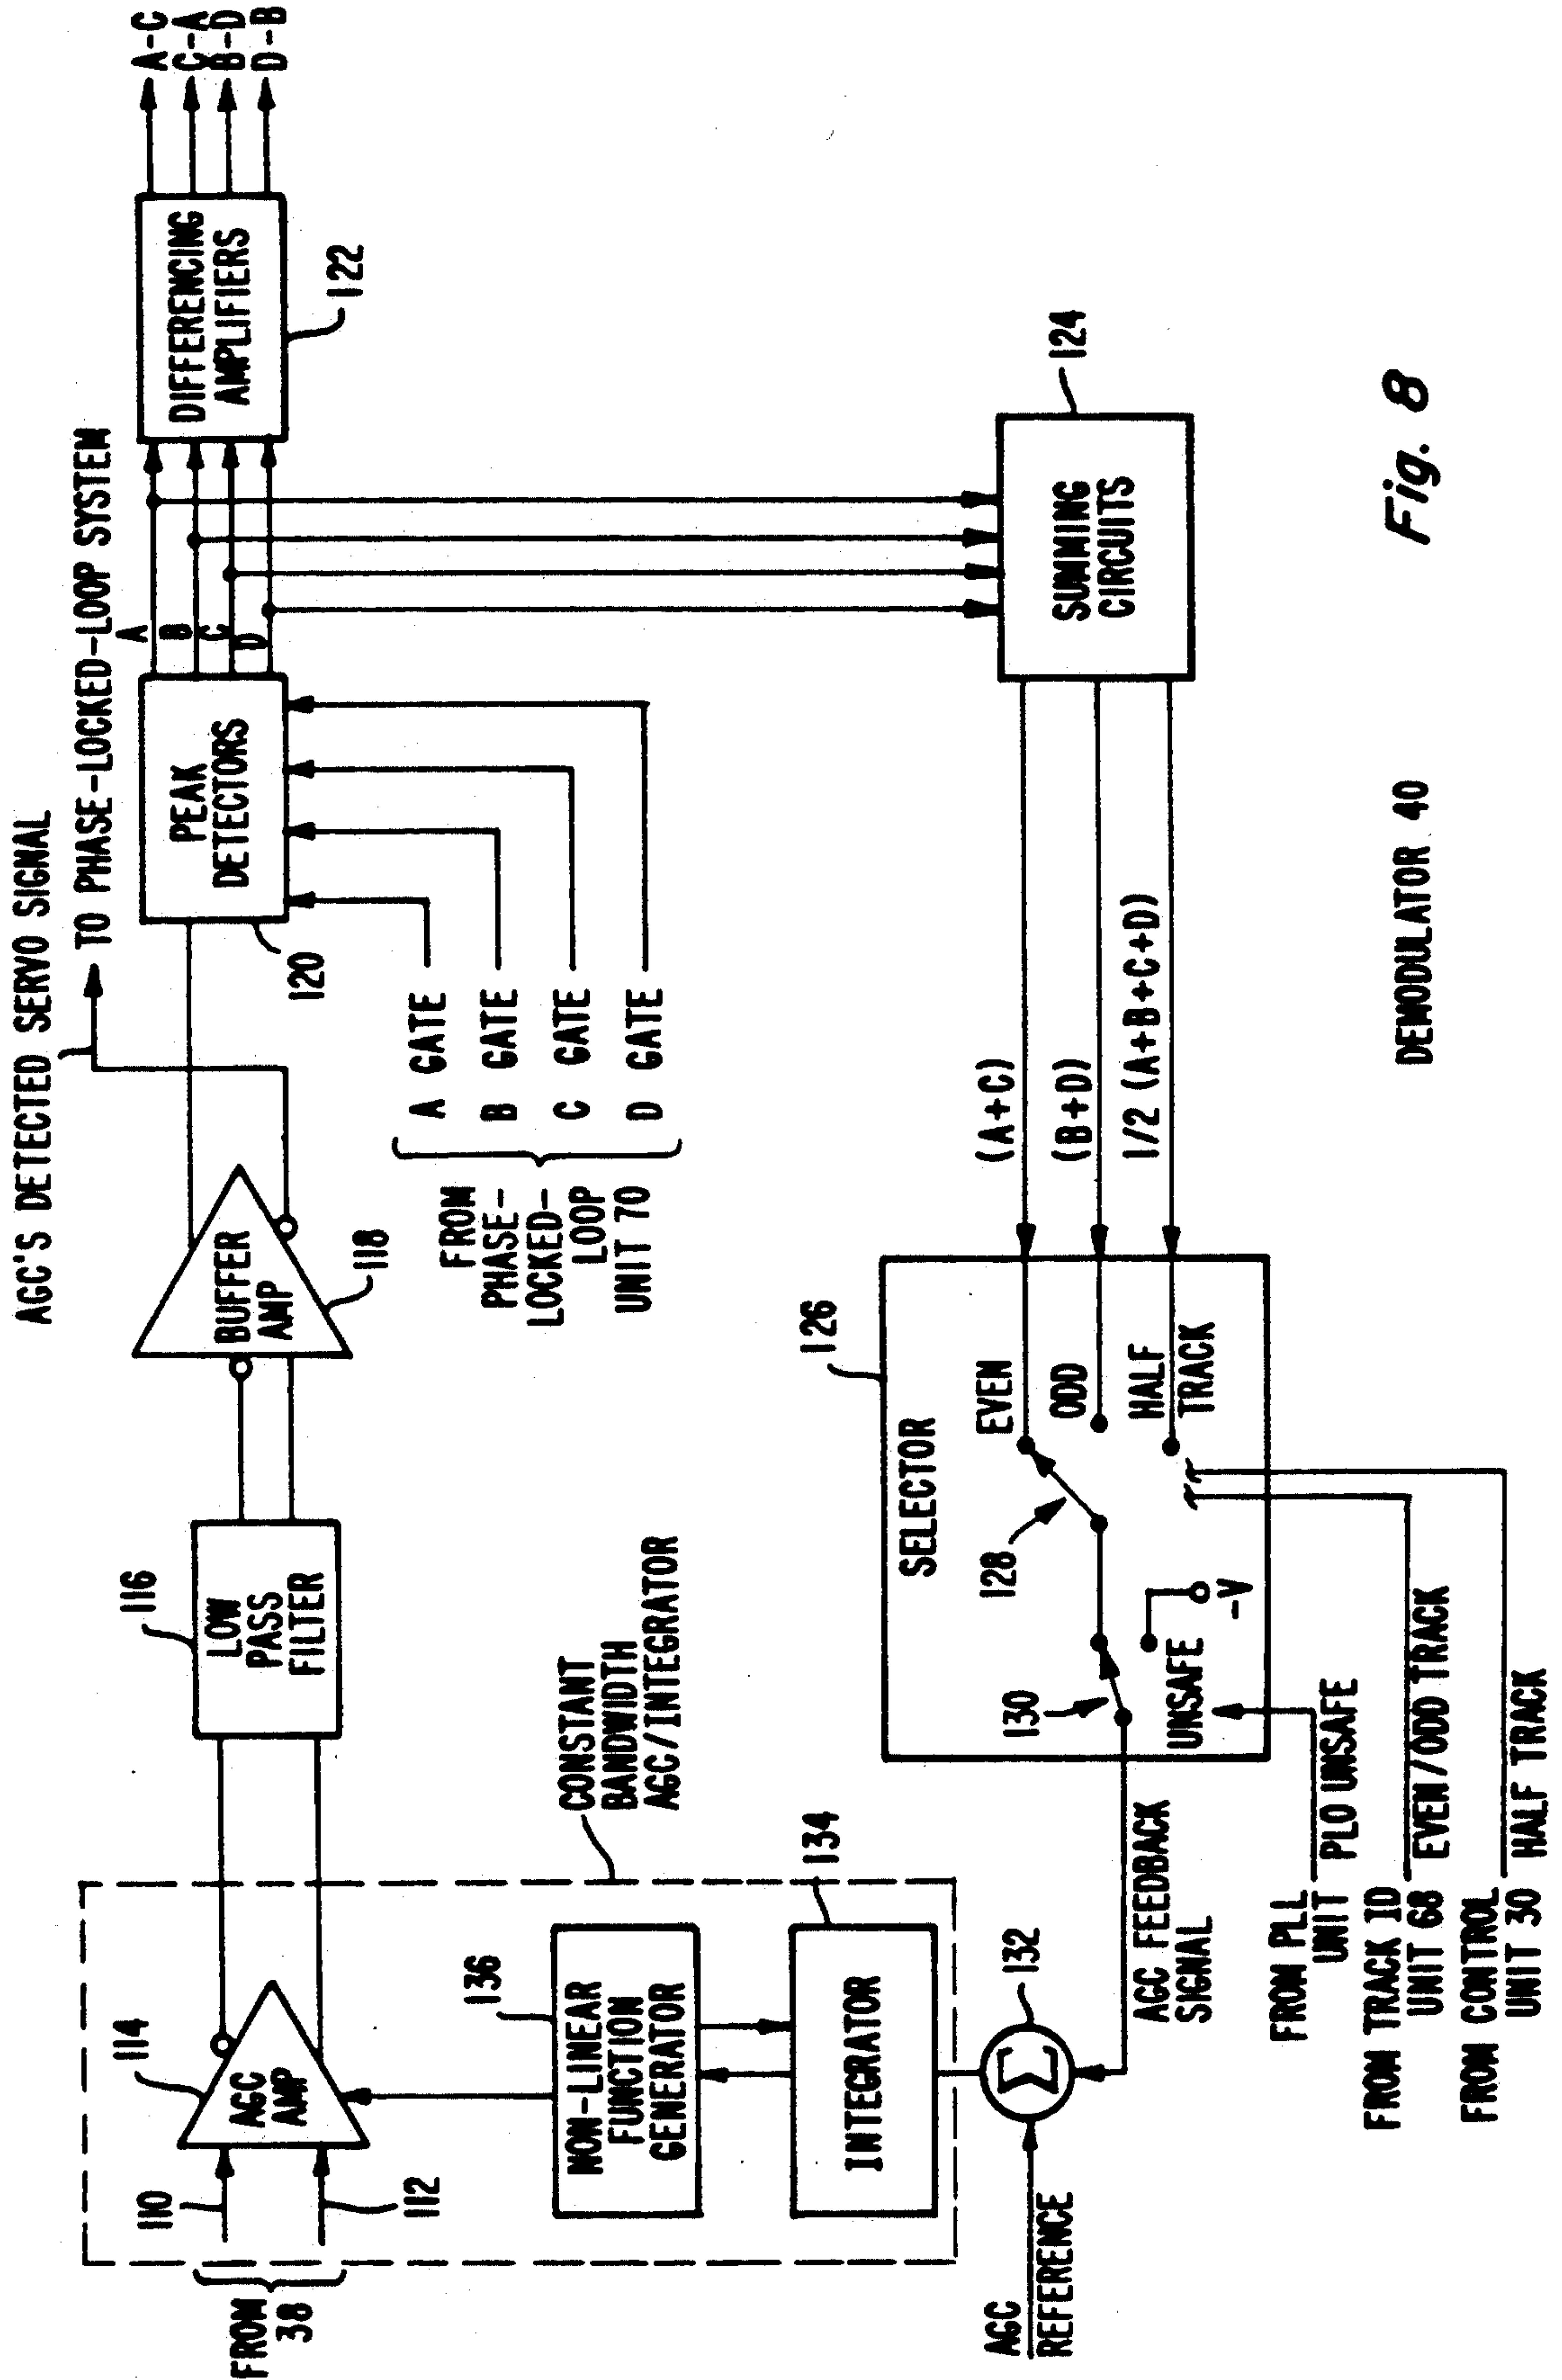 AGC'S DETECTED SERVO SIGNAL
TO PHASE-LOCKED-LOOP SYSTEM
FROM
38
110
112
114
AGC
AMP
116
LOW
PASS
FILTER
BUFFER
AMP
118
PEAK
DETECTORS
120
A
B
C
D
DIFFERENCING
AMPLIFIERS
122
A-C
C-A
B-D
D-B
A GATE
B GATE
C GATE
D GATE
FROM
PHASE-
LOCKED-
LOOP
UNIT 70
CONSTANT
BANDWIDTH
AGC/INTEGRATOR
136
NON-LINEAR
FUNCTION
GENERATOR
134
INTEGRATOR
132
Σ
AGC
REFERENCE
AGC FEEDBACK
SIGNAL
126
SELECTOR
128
130
EVEN
ODD
HALF
TRACK
UNSAFE
-V
(A+C)
(B+D)
1/2 (A+B+C+D)
SUMMING
CIRCUITS
124
FROM PLL
UNIT
PLO UNSAFE
FROM TRACK ID
UNIT 68
EVEN/ODD TRACK
FROM CONTROL
UNIT 30
HALF TRACK
DEMODULATOR 40
Fig. 8